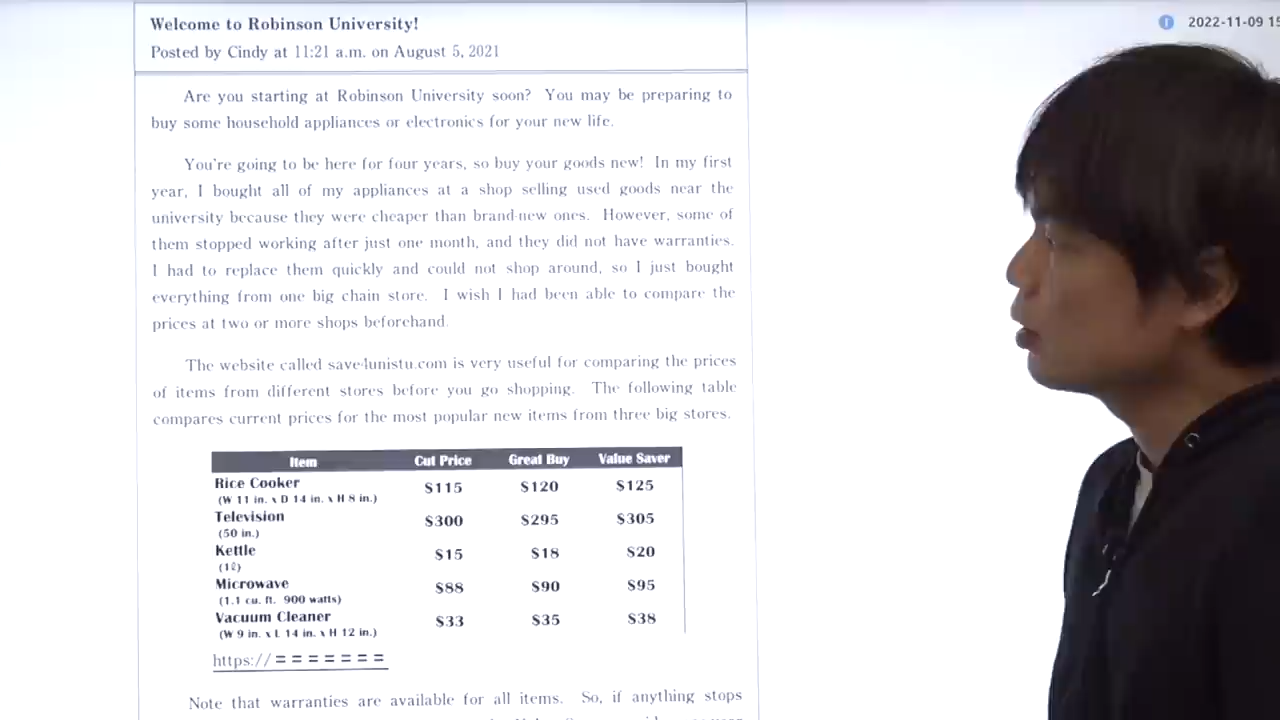 Welcome to Robinson University!
2022-11-09 15
Posted by Cindy at 11:21 a.m. on August 5, 2021
Are you starting at Robinson University soon? You may be preparing to
buy some household appliances or electronics for your new life.
You're going to be here for four years, so buy your goods new! In my first
year, I bought all of my appliances at a shop selling used goods near the
university because they were cheaper than brand-new ones. However, some of
them stopped working after just one month, and they did not have warranties.
I had to replace them quickly and could not shop around, so I just bought
everything from one big chain store. I wish I had been able to compare the
prices at two or more shops beforehand.
The website called save4unistu.com is very useful for comparing the prices
of items from different stores before you go shopping. The following table
compares current prices for the most popular new items from three big stores.
Item Cut Price Great Buy Value Saver
Rice Cooker $115 $120 $125
(W 11 in. x D 14 in. x H 8 in.)
Television $300 $295 $305
(50 in.)
Kettle $15 $18 $20
(1ℓ)
Microwave $88 $90 $95
(1.1 cu. ft. 900 watts)
Vacuum Cleaner $33 $35 $38
(W 9 in. x L 14 in. x H 12 in.)
https://=======
Note that warranties are available for all items. So, if anything stops